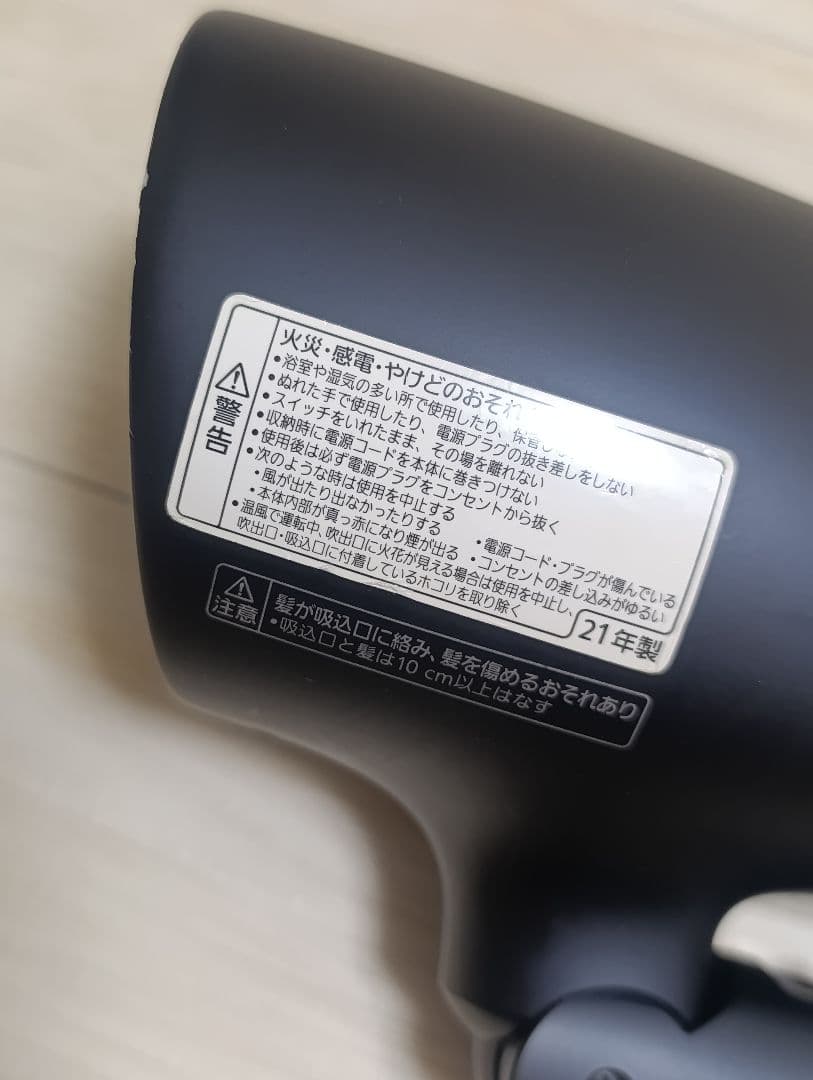 警告
火災・感電・やけどのおそれ
・浴室や湿気の多い所で使用したり、保管し
・ぬれた手で使用したり、電源プラグの抜き差しをしない
・スイッチをいれたまま、その場を離れない
・収納時に電源コードを本体に巻きつけない
・使用後は必ず電源プラグをコンセントから抜く
・次のような時は使用を中止する
・風が出たり出なかったりする ・電源コード・プラグが傷んでいる
・本体内部が真っ赤になり煙が出る ・コンセントの差し込みがゆるい
・温風で運転中、吹出口に火花が見える場合は使用を中止し、
吹出口・吸込口に付着しているホコリを取り除く
21年製
注意
髪が吸込口に絡み、髪を傷めるおそれあり
・吸込口と髪は10 cm以上はなす